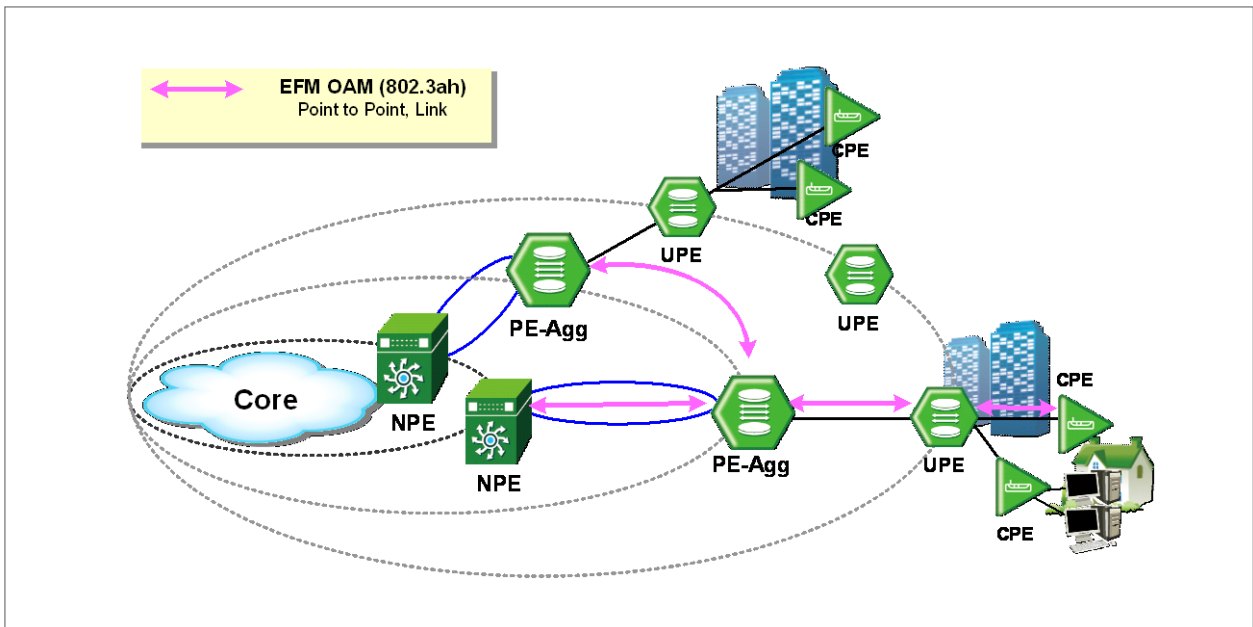 EFM OAM (802.3ah)
Point to Point, Link
CPE
CPE
UPE
PE-Agg
UPE
Core
NPE
CPE
NPE
PE-Agg
UPE
CPE